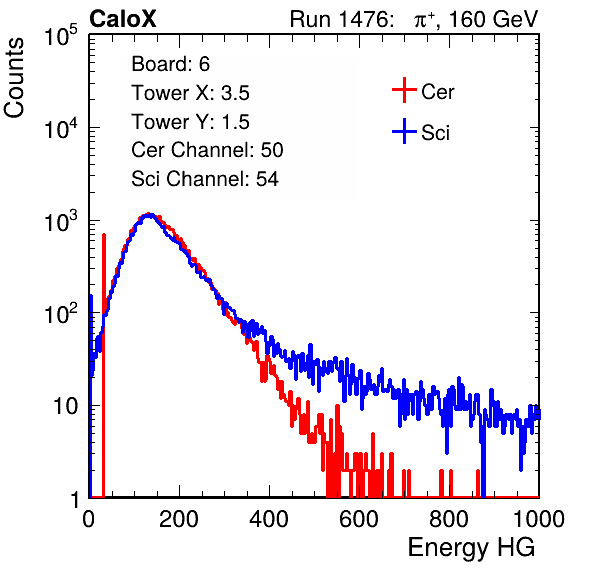 CaloX Run 1476: π⁺, 160 GeV
Board: 6
Tower X: 3.5
Tower Y: 1.5
Cer Channel: 50
Sci Channel: 54
Cer
Sci
Counts
10⁵
10⁴
10³
10²
10
1
0 200 400 600 800 1000
Energy HG